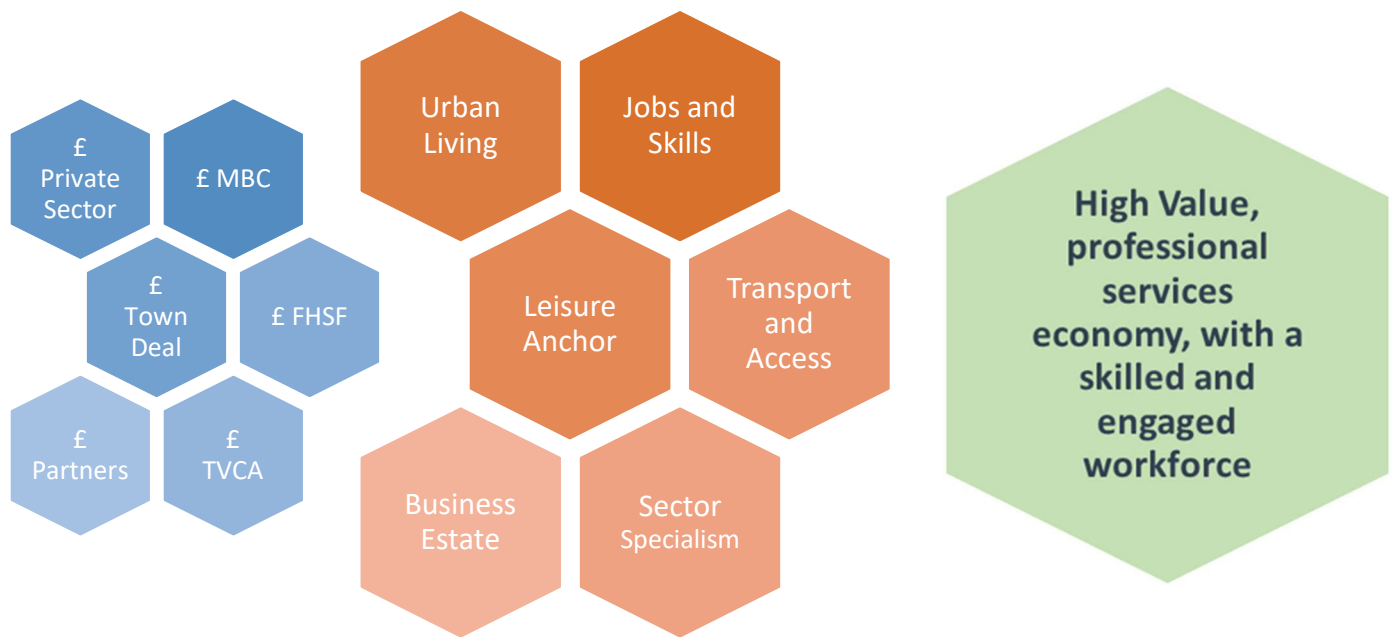 £
Private
Sector
£ MBC
£
Town
Deal
£ FHSF
£
Partners
£
TVCA
Urban
Living
Jobs and
Skills
Leisure
Anchor
Transport
and
Access
Business
Estate
Sector
Specialism
High Value,
professional
services
economy, with a
skilled and
engaged
workforce